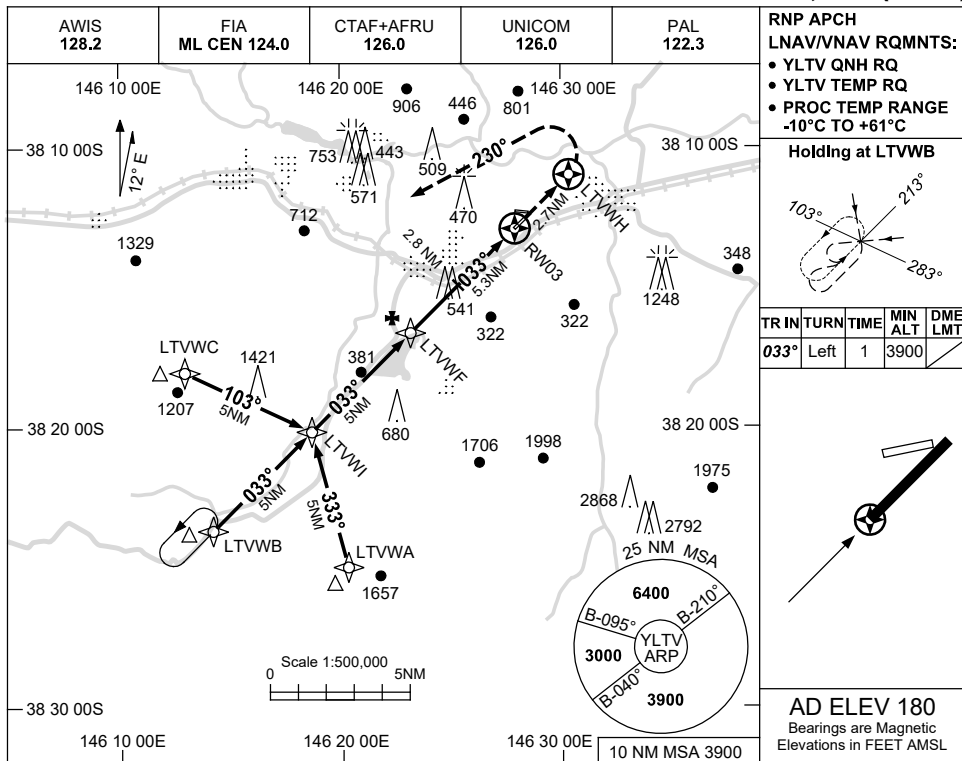 AWIS
128.2
FIA
ML CEN 124.0
CTAF+AFRU
126.0
UNICOM
126.0
PAL
122.3
RNP APCH
LNAV/VNAV RQMNTS:
• YLTV QNH RQ
• YLTV TEMP RQ
• PROC TEMP RANGE
-10°C TO +61°C
146 10 00E
146 20 00E
146 30 00E
906
446
801
38 10 00S
38 10 00S
12° E
753
443
509
571
230°
470
LTVWH
2.7NM
RW03
712
1329
2.8 NM
033°
5.3NM
541
348
1248
322
322
LTVWF
LTVWC
1421
381
1207
103°
5NM
033°
5NM
680
38 20 00S
38 20 00S
LTVWI
1706
1998
1975
033°
5NM
333°
5NM
2868
2792
LTVWB
LTVWA
1657
25 NM MSA
6400
B-210°
B-095°
3000
YLTV
ARP
B-040°
3900
Scale 1:500,000
0
5NM
38 30 00S
146 10 00E
146 20 00E
146 30 00E
10 NM MSA 3900
Holding at LTVWB
103°
213°
283°
TR IN TURN TIME MIN ALT DME LMT
033° Left 1 3900
AD ELEV 180
Bearings are Magnetic
Elevations in FEET AMSL